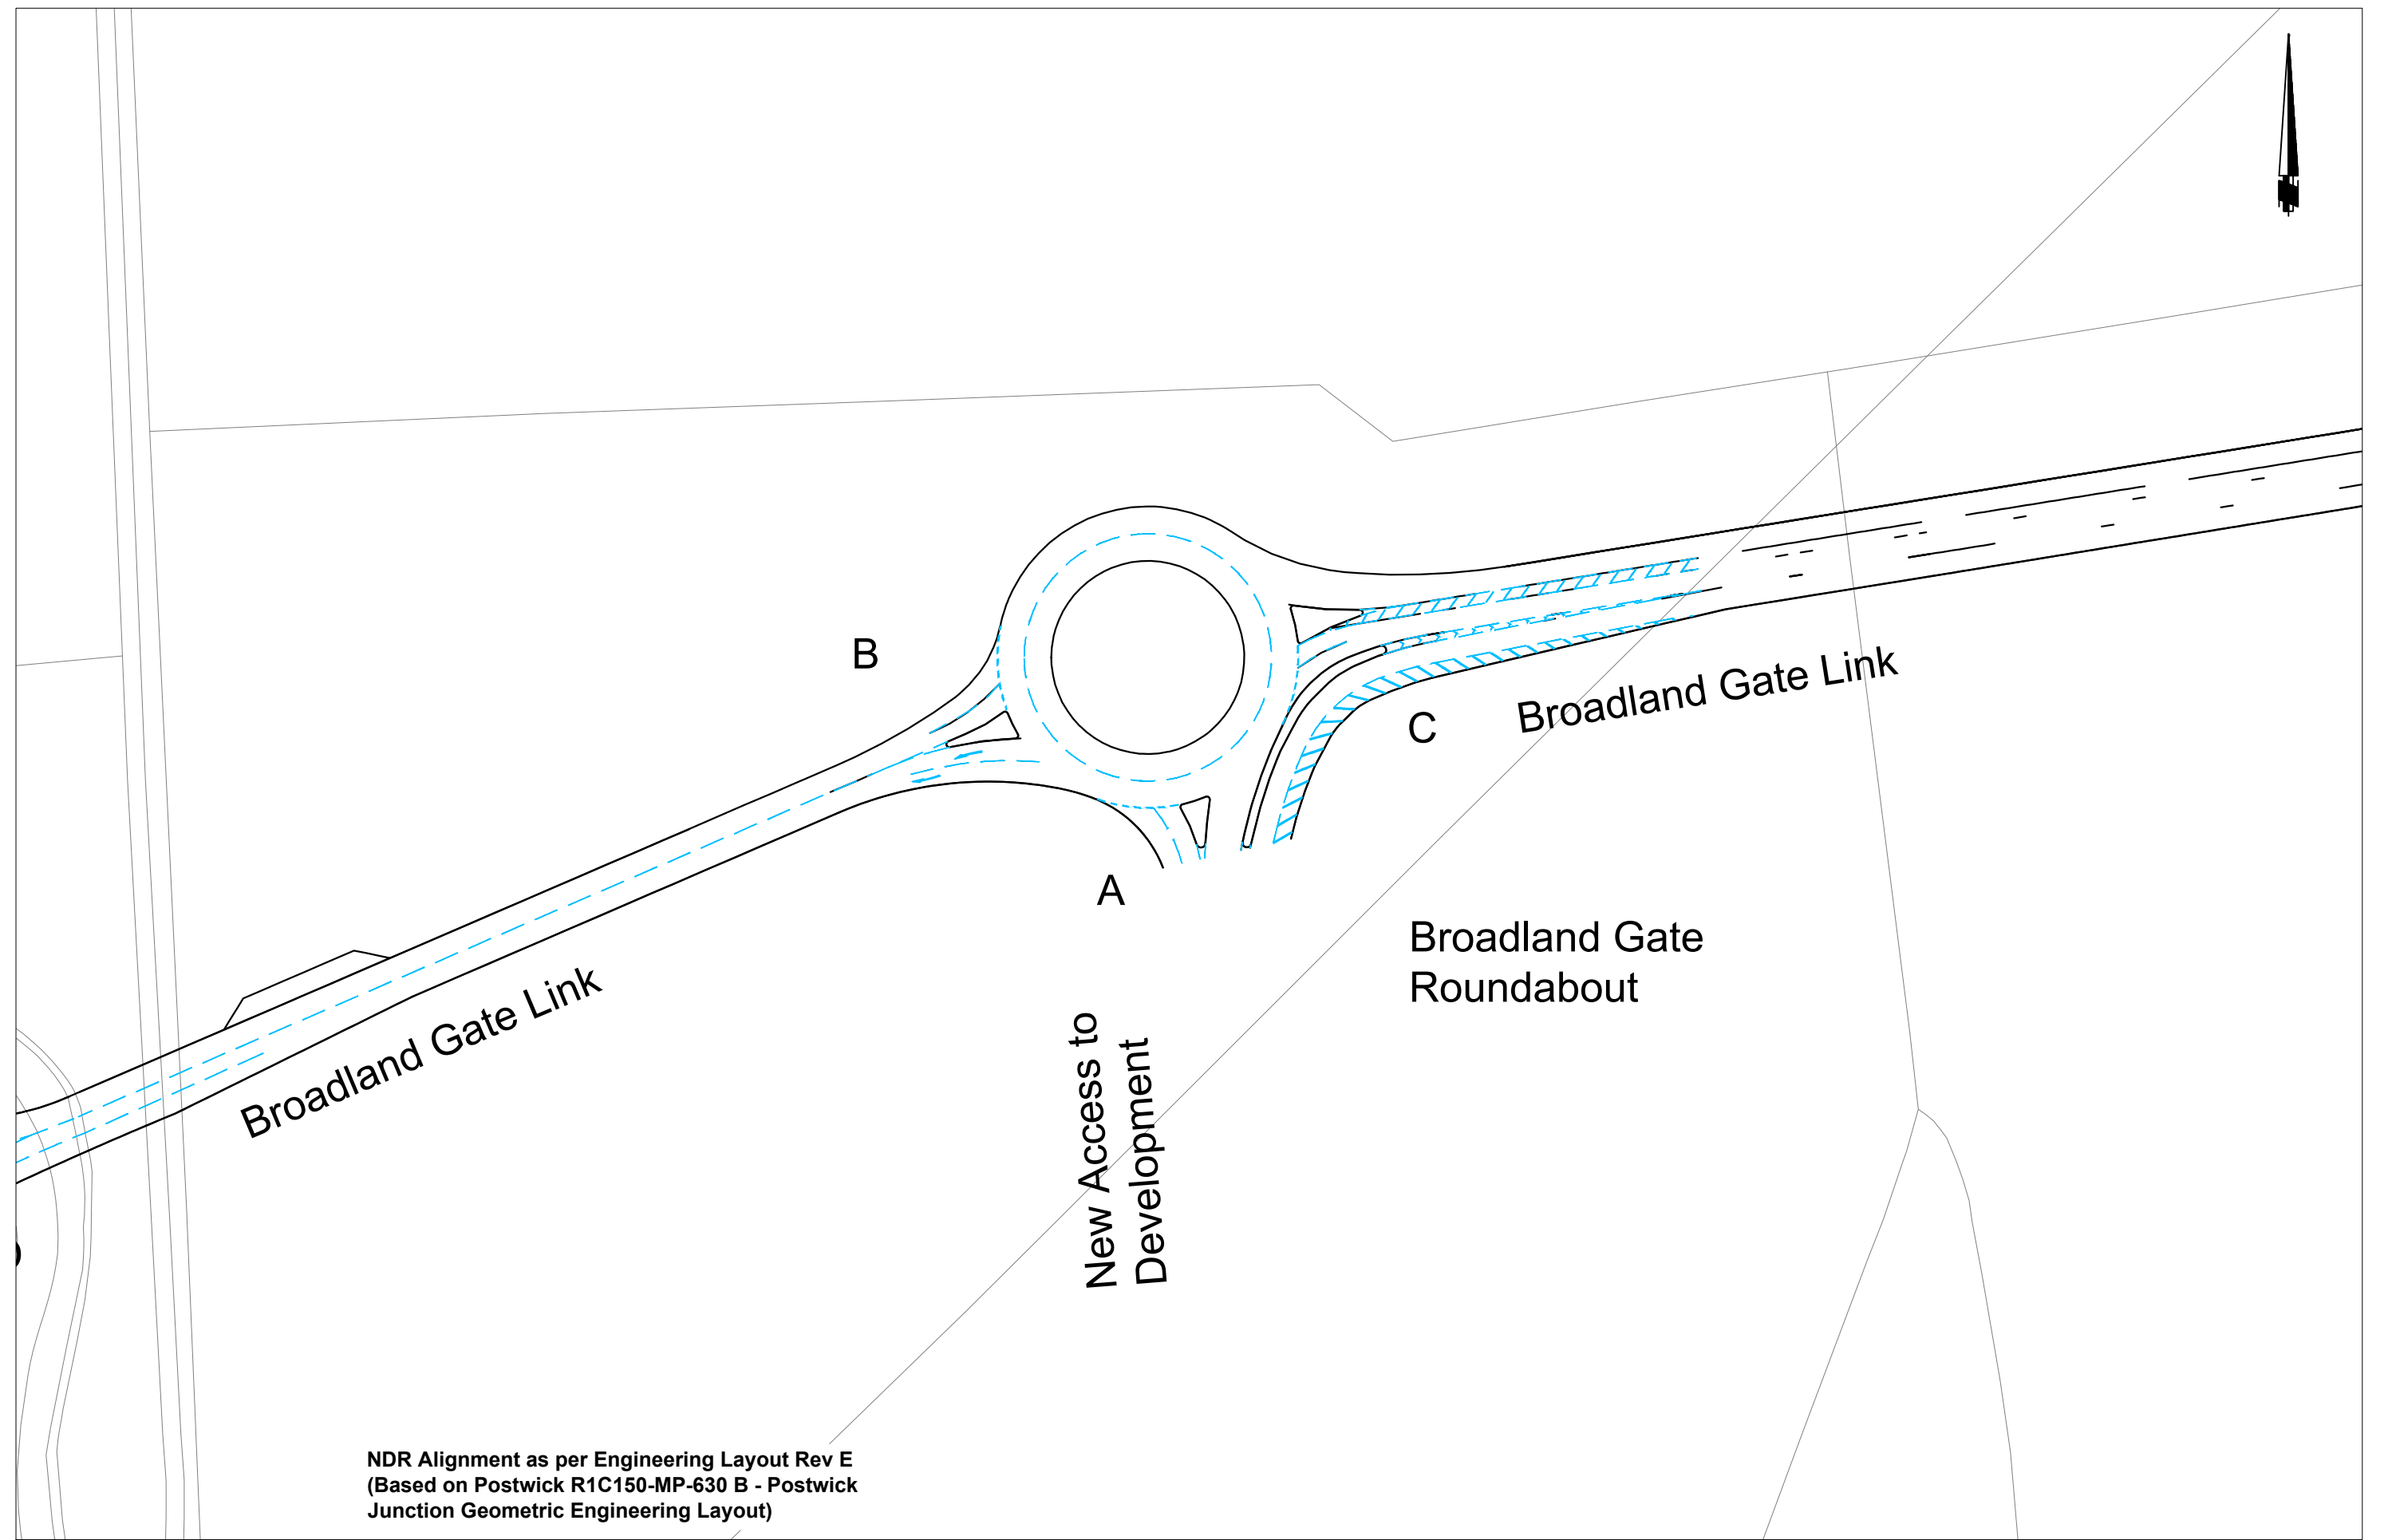 B
C
Broadland Gate Link
A
Broadland Gate
Roundabout
Broadland Gate Link
New Access to
Development
NDR Alignment as per Engineering Layout Rev E
(Based on Postwick R1C150-MP-630 B - Postwick
Junction Geometric Engineering Layout)